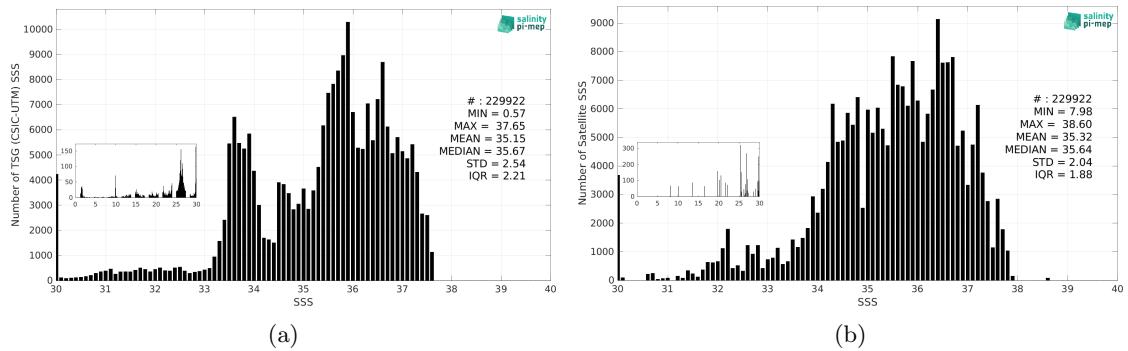 salinity
pi-mep
Number of TSG (CSIC-UTM) SSS
10000
9000
8000
7000
6000
5000
4000
3000
2000
1000
0
# : 229922
MIN = 0.57
MAX = 37.65
MEAN = 35.15
MEDIAN = 35.67
STD = 2.54
IQR = 2.21
150
100
50
0
0 5 10 15 20 25 30
30 31 32 33 34 35 36 37 38 39 40
SSS
(a)
salinity
pi-mep
Number of Satellite SSS
9000
8000
7000
6000
5000
4000
3000
2000
1000
0
# : 229922
MIN = 7.98
MAX = 38.60
MEAN = 35.32
MEDIAN = 35.64
STD = 2.04
IQR = 1.88
300
200
100
0
0 5 10 15 20 25 30
30 31 32 33 34 35 36 37 38 39 40
SSS
(b)